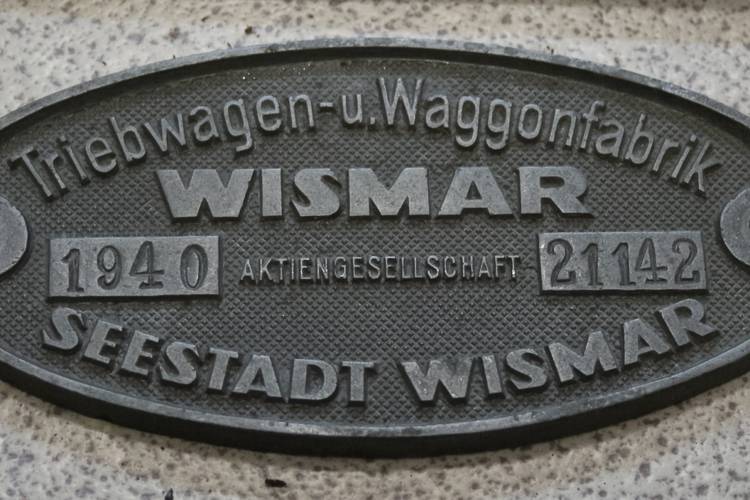 Triebwagen-u.Waggonfabrik
WISMAR
1940 AKTIENGESELLSCHAFT 21142
SEESTADT WISMAR